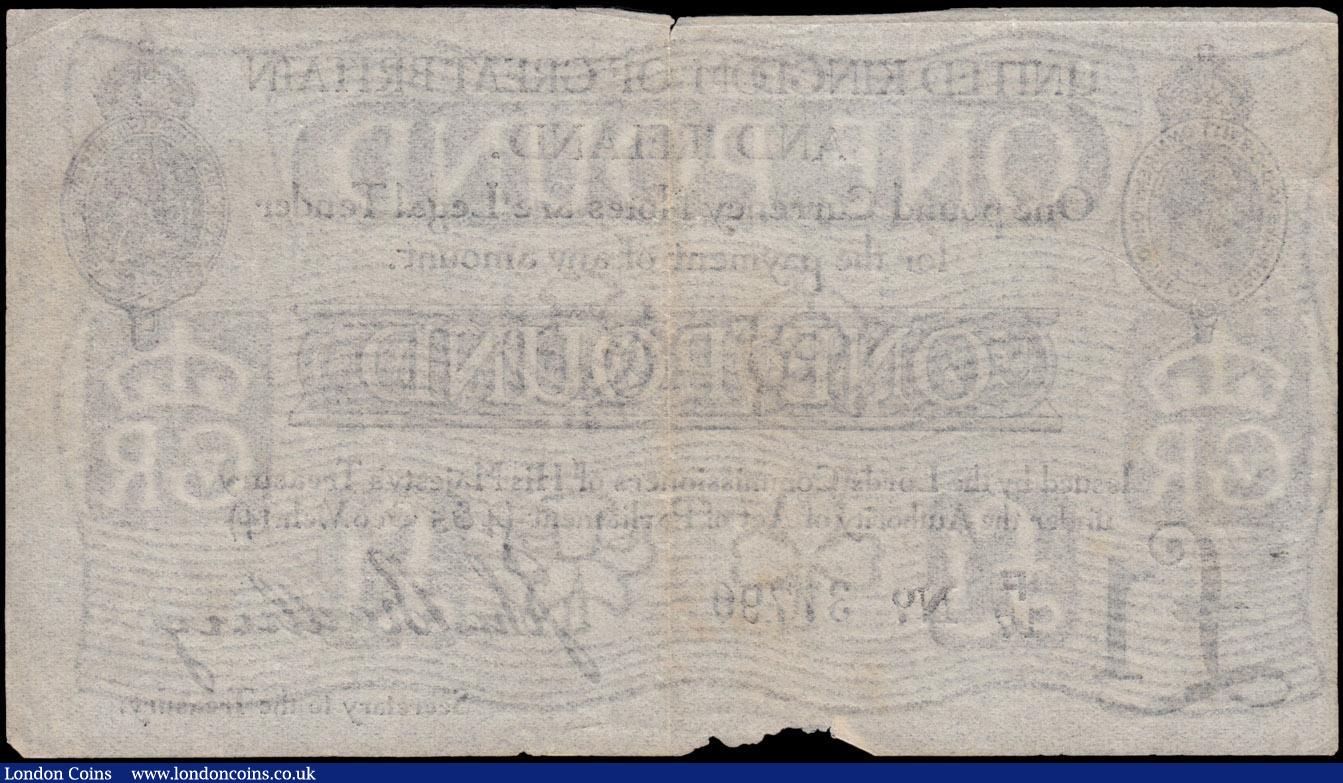 UNITED KINGDOM OF GREAT BRITAIN
AND IRELAND.
ONE POUND
One pound Currency Notes are Legal Tender
for the payment of any amount.
ONE POUND
GR
GR
Issued by the Lords Commissioners of His Majesty's Treasury
under the Authority of Act of Parliament (4 & 5 Geo. V. ch. 14)
£1
No
Secretary to the Treasury.
London Coins www.londoncoins.co.uk